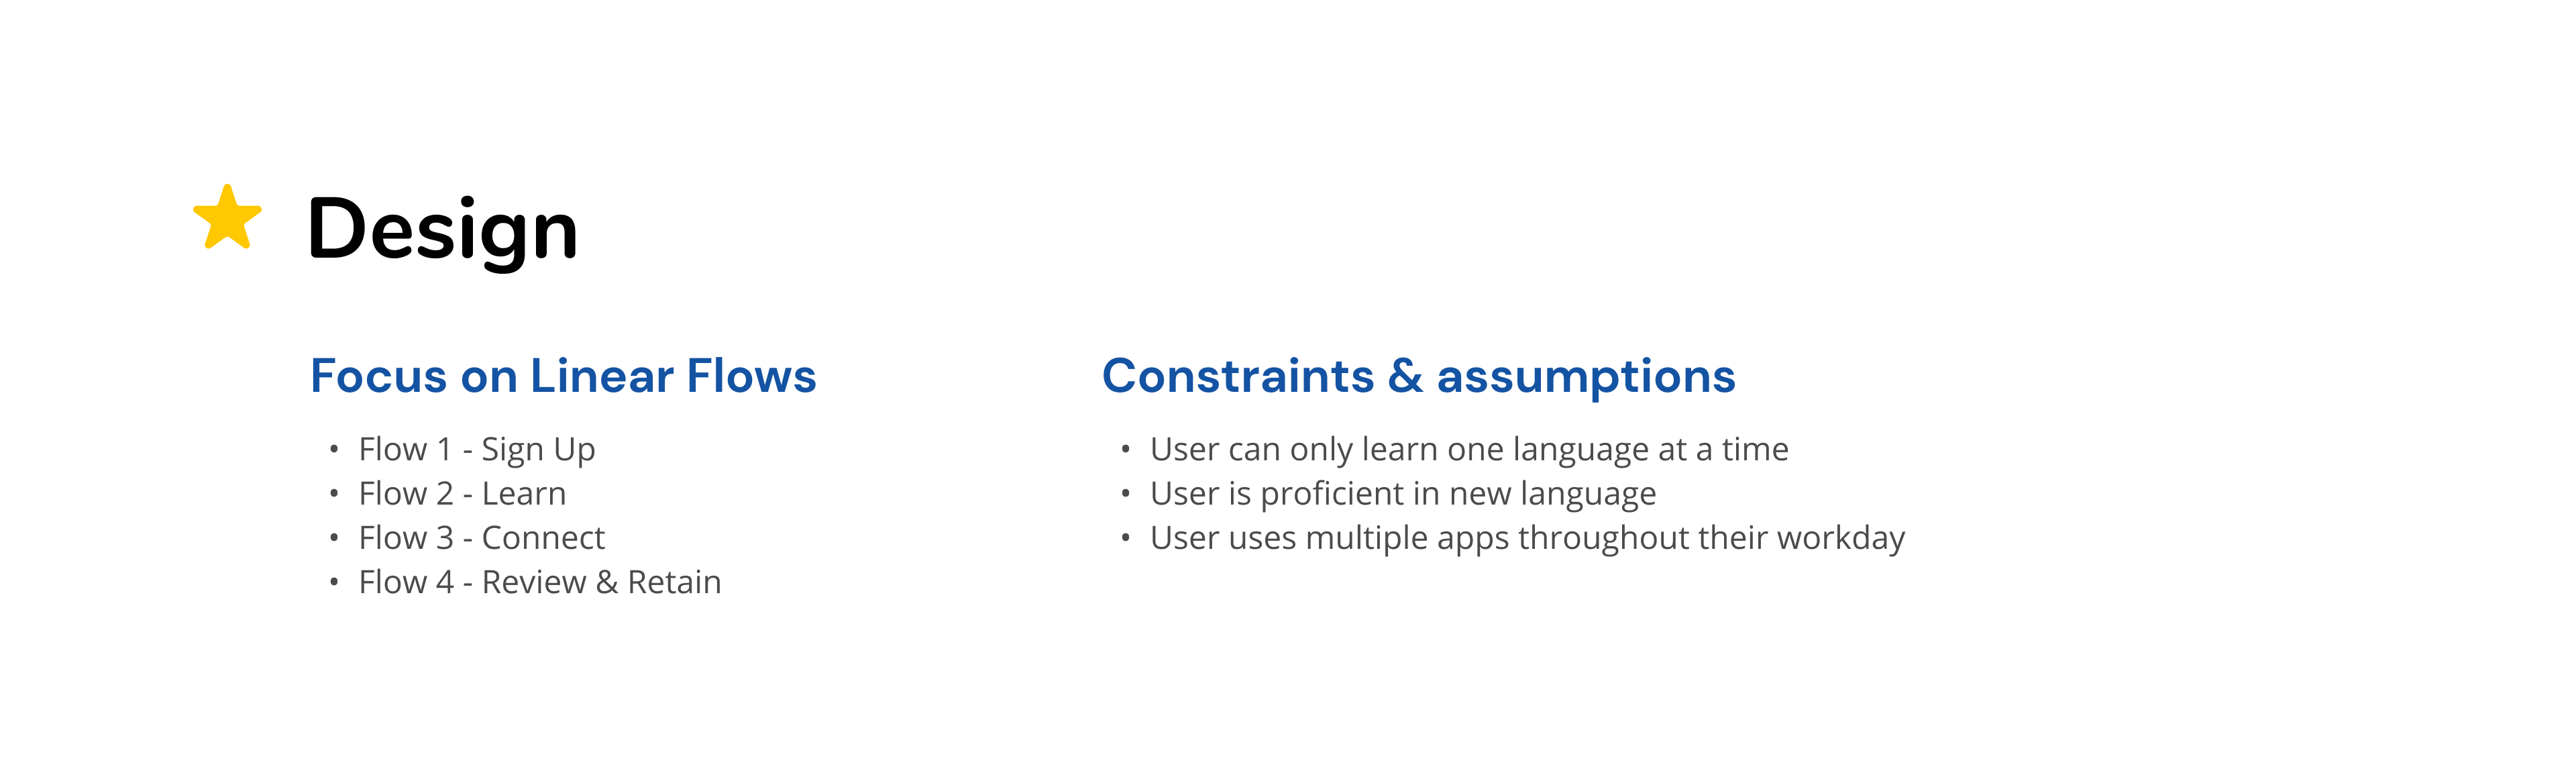 Design
Focus on Linear Flows
• Flow 1 - Sign Up
• Flow 2 - Learn
• Flow 3 - Connect
• Flow 4 - Review & Retain
Constraints & assumptions
• User can only learn one language at a time
• User is proficient in new language
• User uses multiple apps throughout their workday